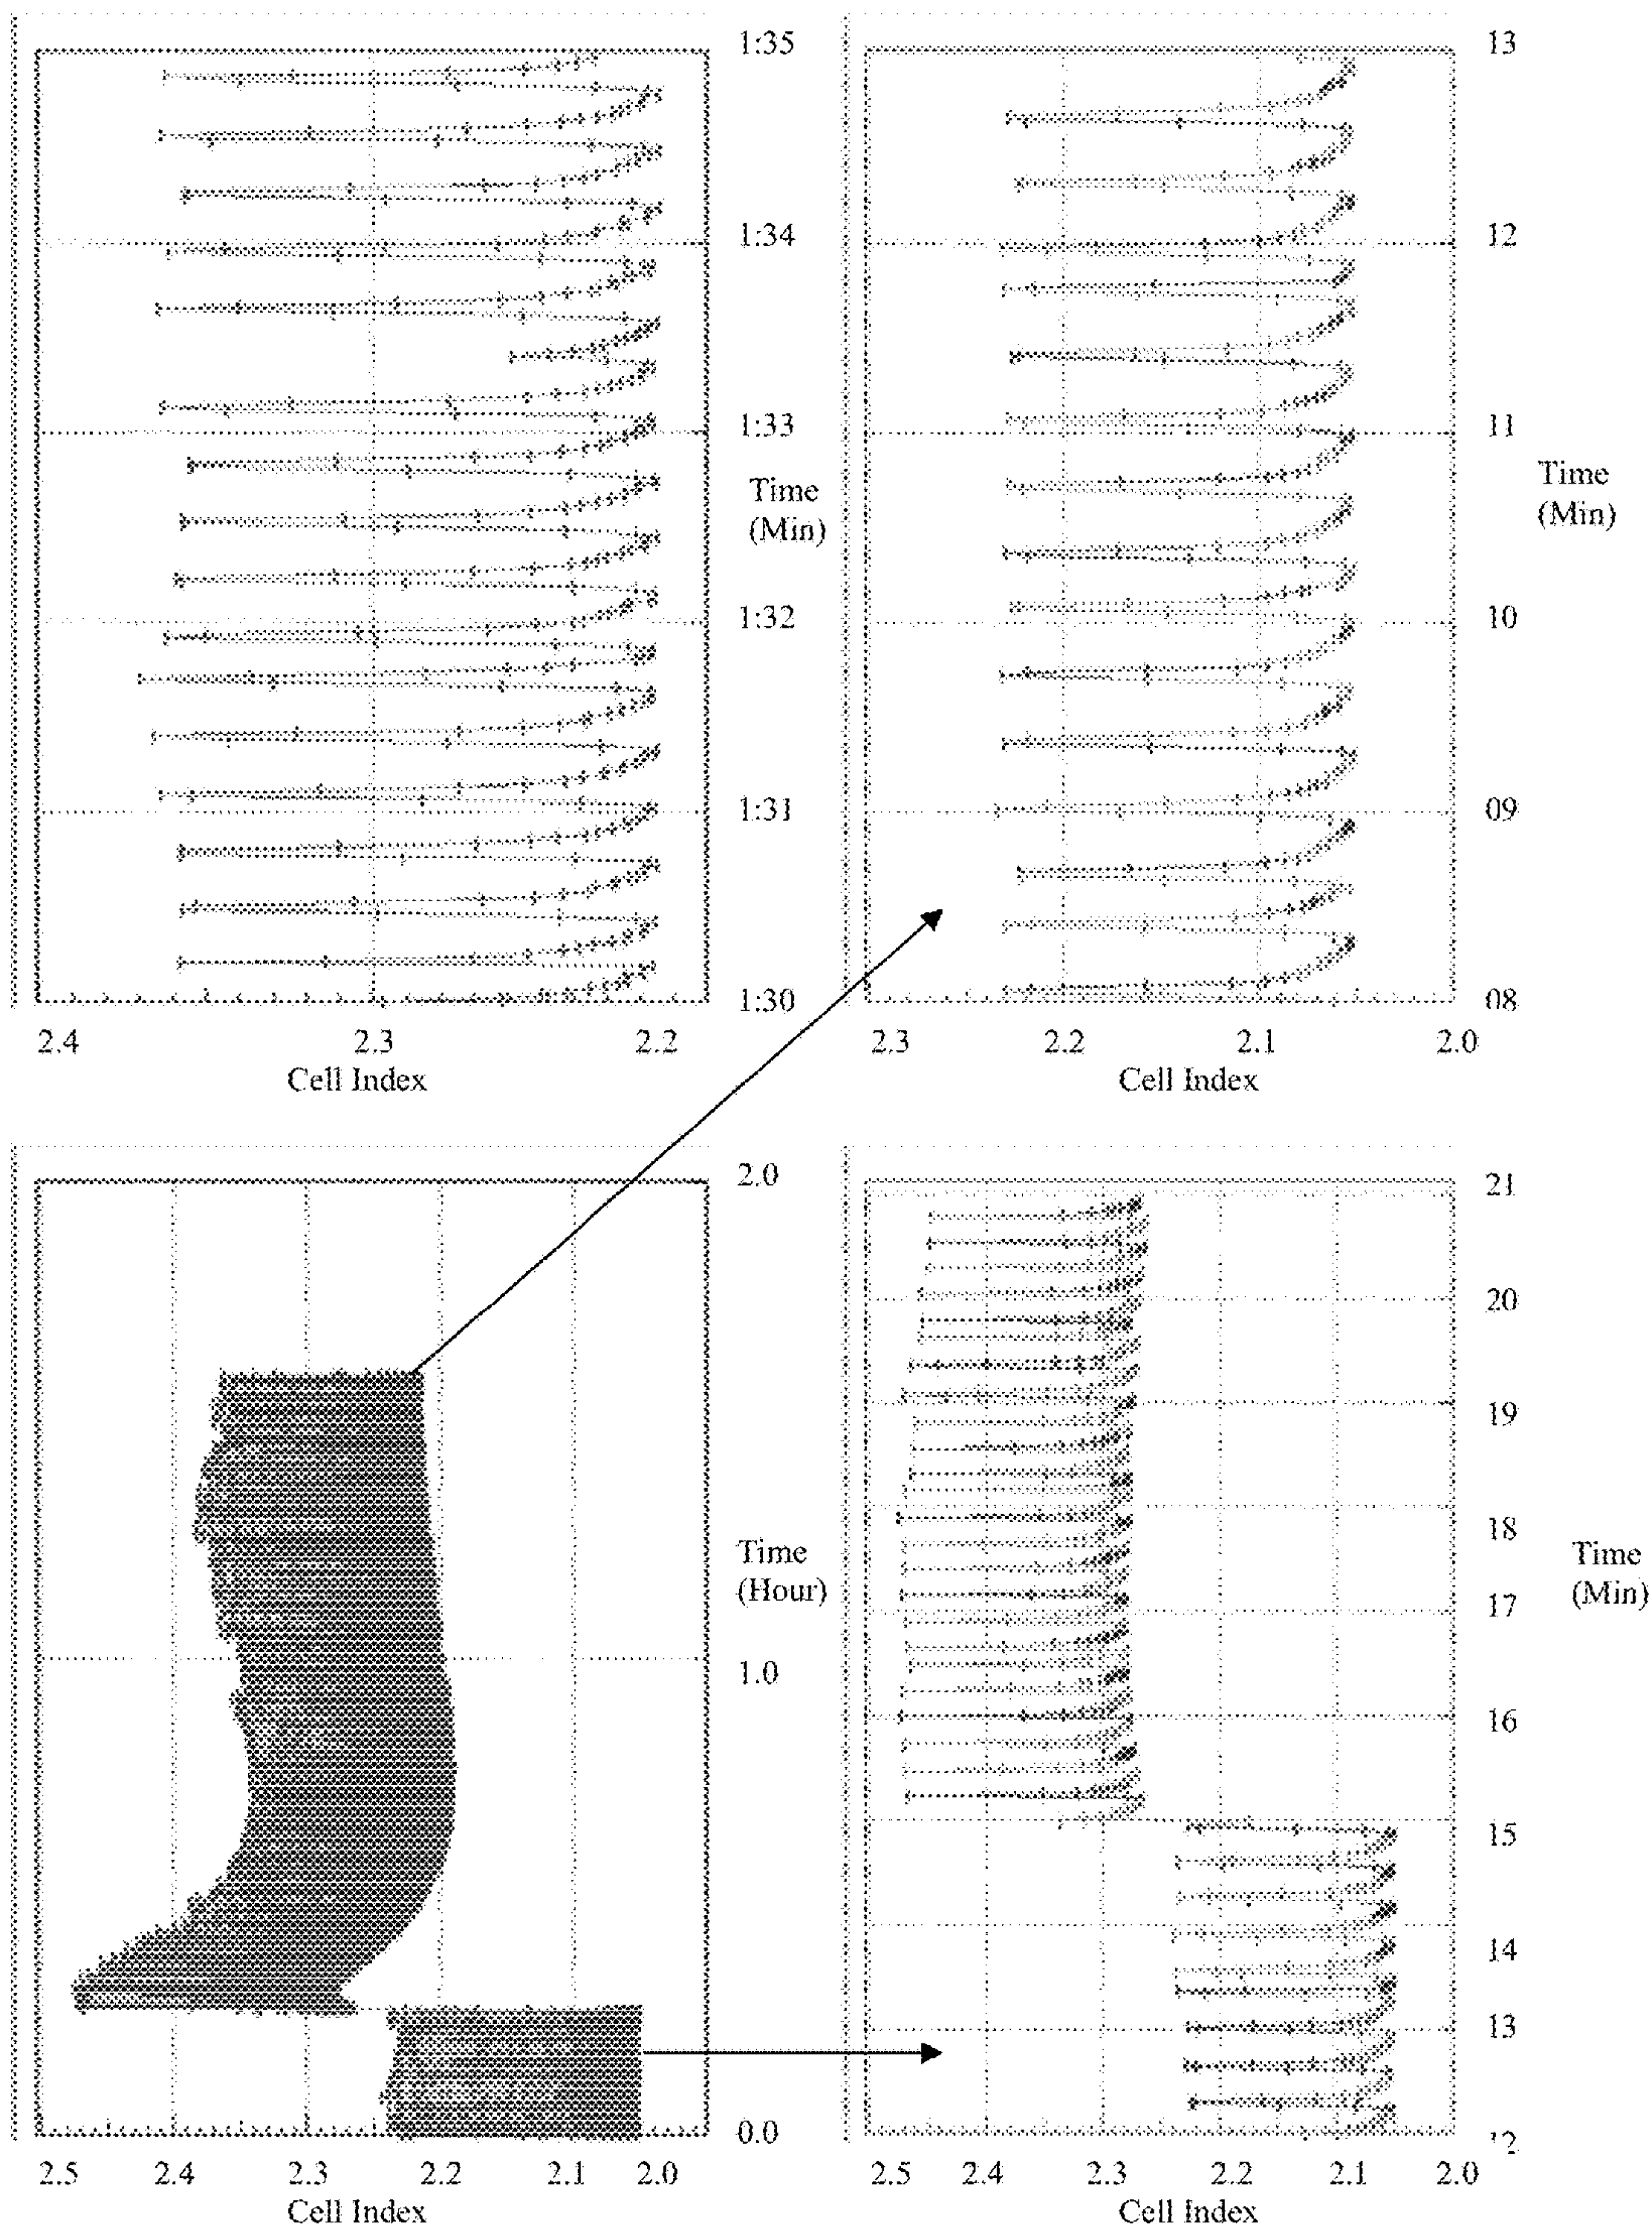 1:35
1:34
1:33
Time
(Min)
1:32
1:31
1:30
2.4 2.3 2.2
Cell Index
13
12
11
Time
(Min)
10
09
08
2.3 2.2 2.1 2.0
Cell Index
2.0
Time
(Hour)
1.0
0.0
2.5 2.4 2.3 2.2 2.1 2.0
Cell Index
21
20
19
18
Time
(Min)
17
16
15
14
13
12
2.5 2.4 2.3 2.2 2.1 2.0
Cell Index